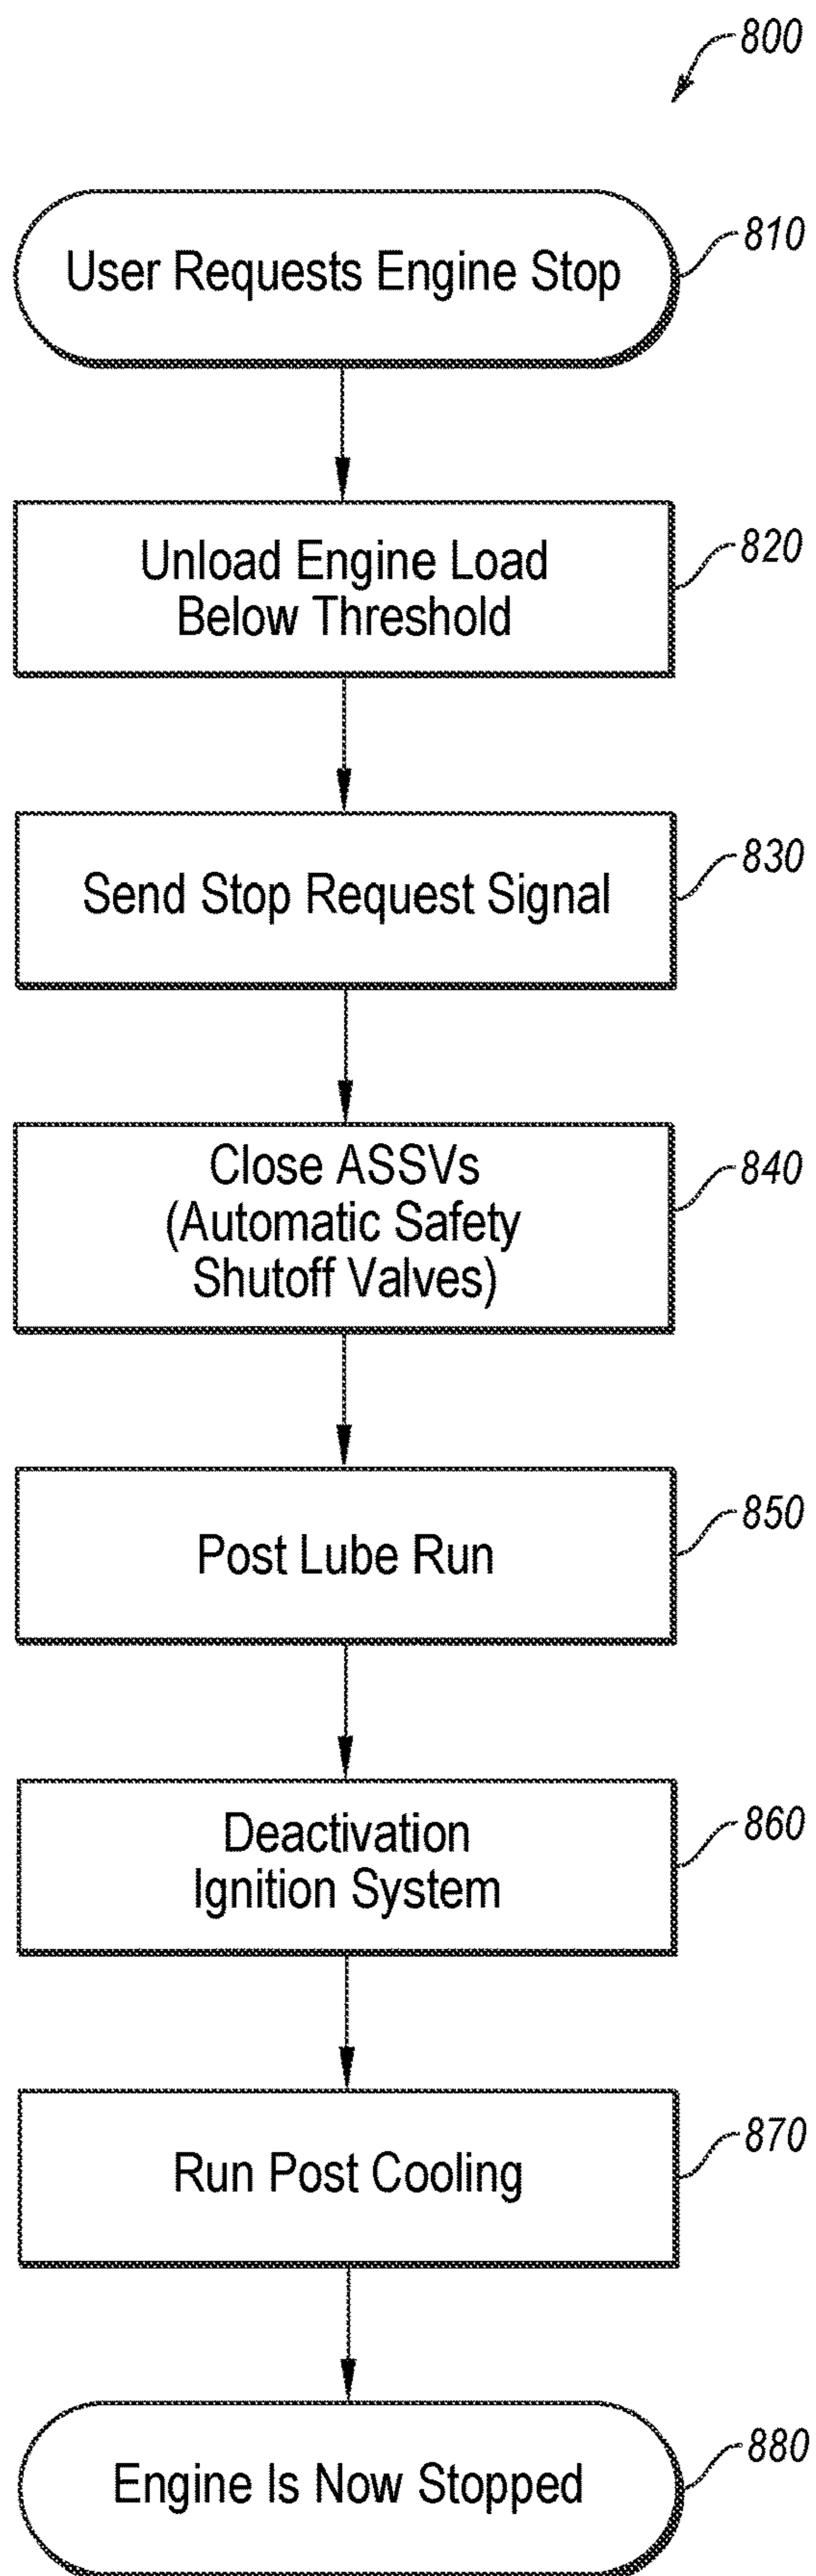 800
User Requests Engine Stop
810
Unload Engine Load
Below Threshold
820
Send Stop Request Signal
830
Close ASSVs
(Automatic Safety
Shutoff Valves)
840
Post Lube Run
850
Deactivation
Ignition System
860
Run Post Cooling
870
Engine Is Now Stopped
880